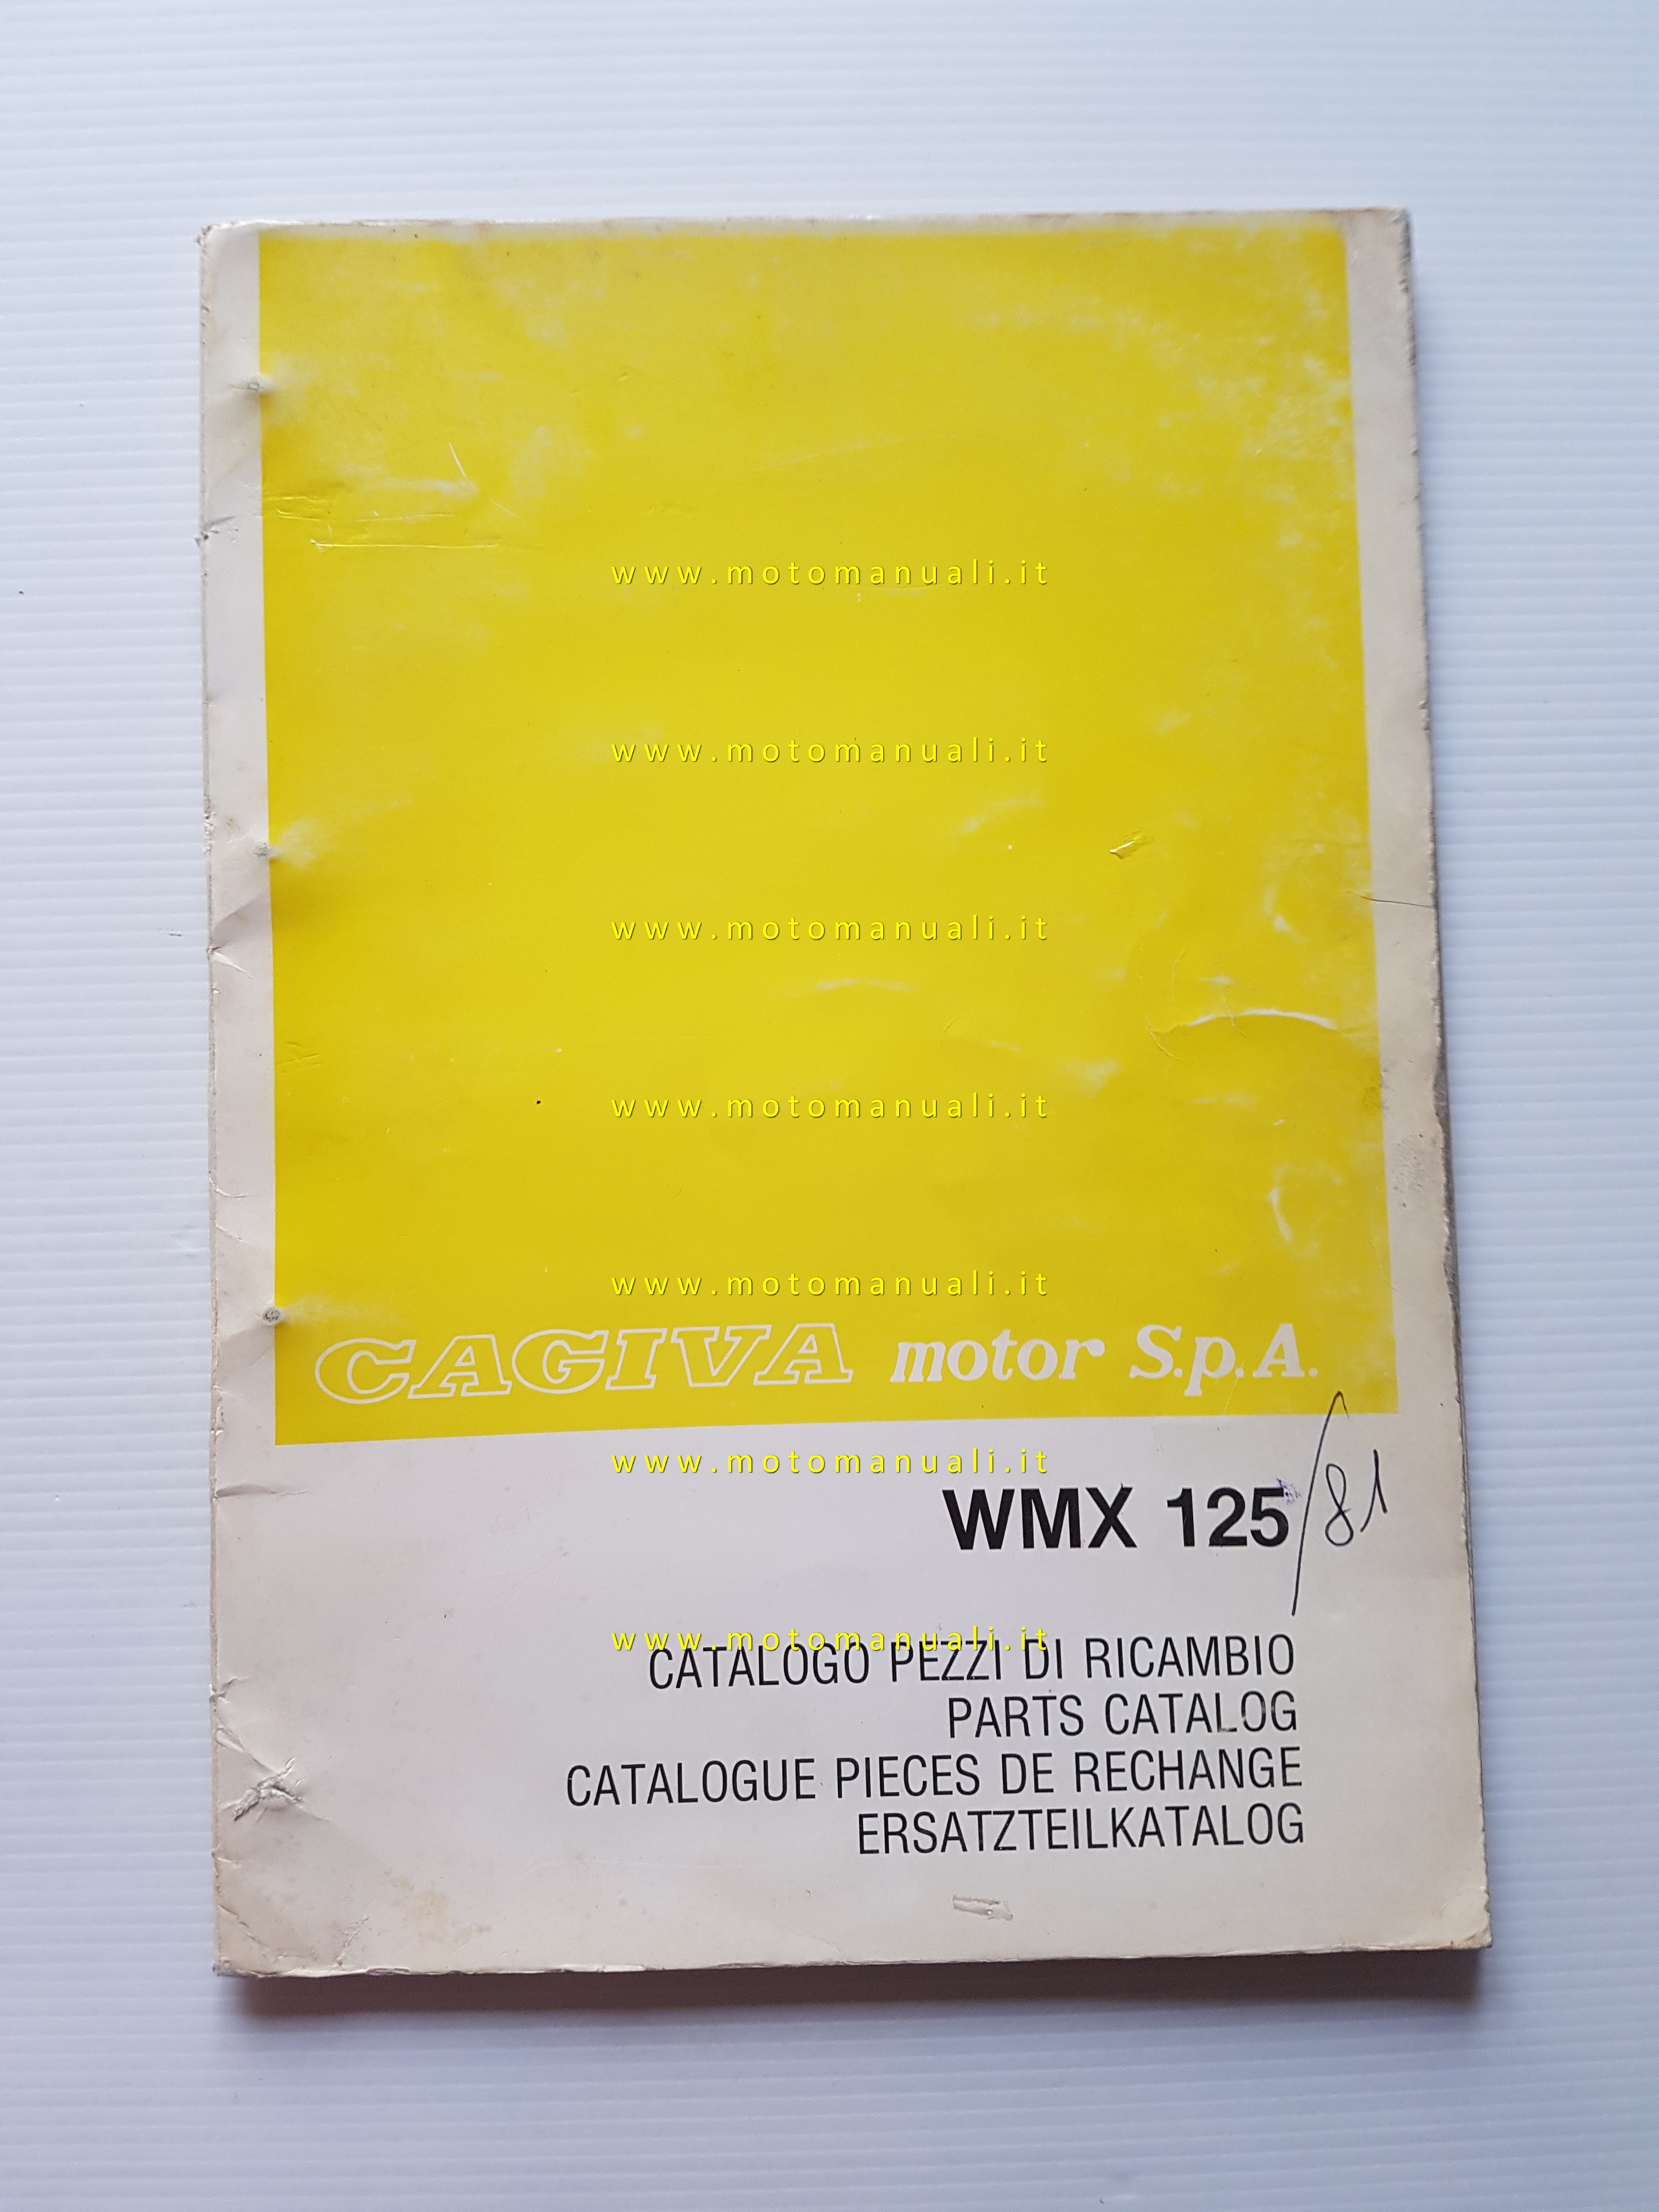 www.motomanuali.it
www.motomanuali.it
www.motomanuali.it
www.motomanuali.it
www.motomanuali.it
CAGIVA motor S.p.A.
www.motomanuali.it
WMX 125/81
www.motomanuali.it
CATALOGO PEZZI DI RICAMBIO
PARTS CATALOG
CATALOGUE PIECES DE RECHANGE
ERSATZTEILKATALOG